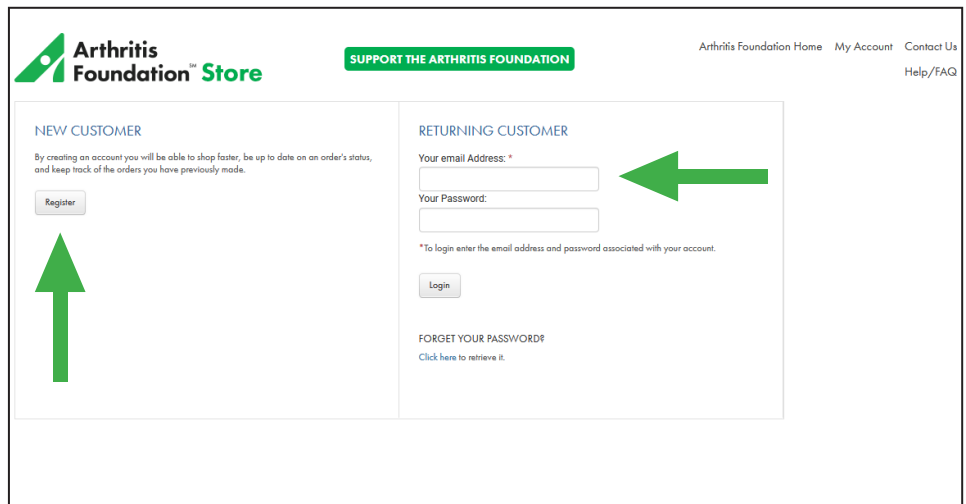 Arthritis
Foundation℠ Store
SUPPORT THE ARTHRITIS FOUNDATION
Arthritis Foundation Home My Account Contact Us
Help/FAQ
NEW CUSTOMER
By creating an account you will be able to shop faster, be up to date on an order's status,
and keep track of the orders you have previously made.
Register
RETURNING CUSTOMER
Your email Address: *
Your Password:
*To login enter the email address and password associated with your account.
Login
FORGET YOUR PASSWORD?
Click here to retrieve it.